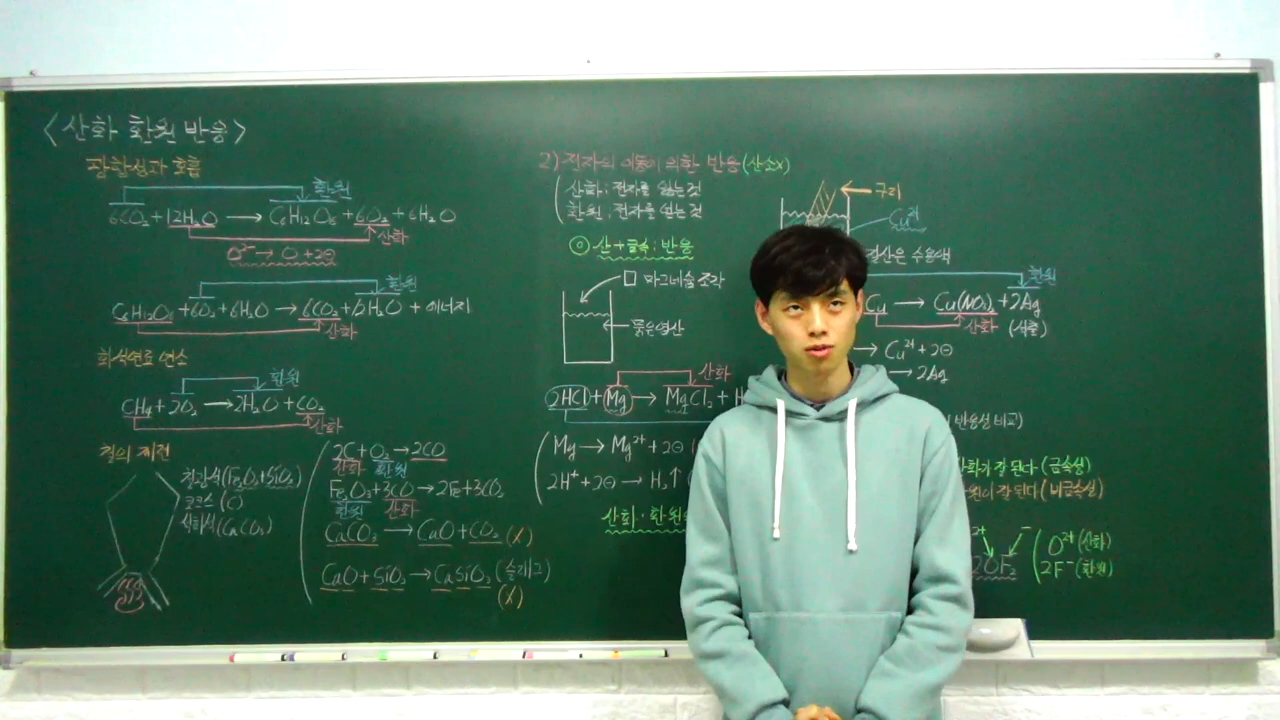 <산화 환원 반응>
광합성과 호흡
환원
6CO₂ + 12H₂O → C₆H₁₂O₆ + 6O₂ + 6H₂O
산화
O²⁻ → O + 2⊖
환원
C₆H₁₂O₆ + 6O₂ + 6H₂O → 6CO₂ + 12H₂O + 에너지
산화
화석연료 연소
환원
CH₄ + 2O₂ → 2H₂O + CO₂
산화
철의 제련
철광석(Fe₂O₃+SiO₂)
코크스 (C)
석회석(CaCO₃)
2C + O₂ → 2CO
산화 환원
Fe₂O₃ + 3CO → 2Fe + 3CO₂
환원 산화
CaCO₃ → CaO + CO₂ (X)
CaO + SiO₂ → CaSiO₃ (슬래그)
(X)
2) 전자의 이동에 의한 반응 (산소X)
산화 : 전자를 잃는 것
환원 : 전자를 얻는 것
◎ 산+금속 : 반응
마그네슘 조각
묽은염산
산화
2HCl + Mg → MgCl₂ + H
Mg → Mg²⁺ + 2⊖
2H⁺ + 2⊖ → H₂↑
산화·환원
구리
Cu²⁺
질산은 수용액
환원
Cu → Cu(NO₃)₂ + 2Ag
산화 (석출)
→ Cu²⁺ + 2⊖
→ 2Ag
반응성 비교)
산화가 잘 된다 (금속성)
원이 잘 된다 (비금속성)
2OF₂
O²⁺ (산화)
2F⁻ (환원)